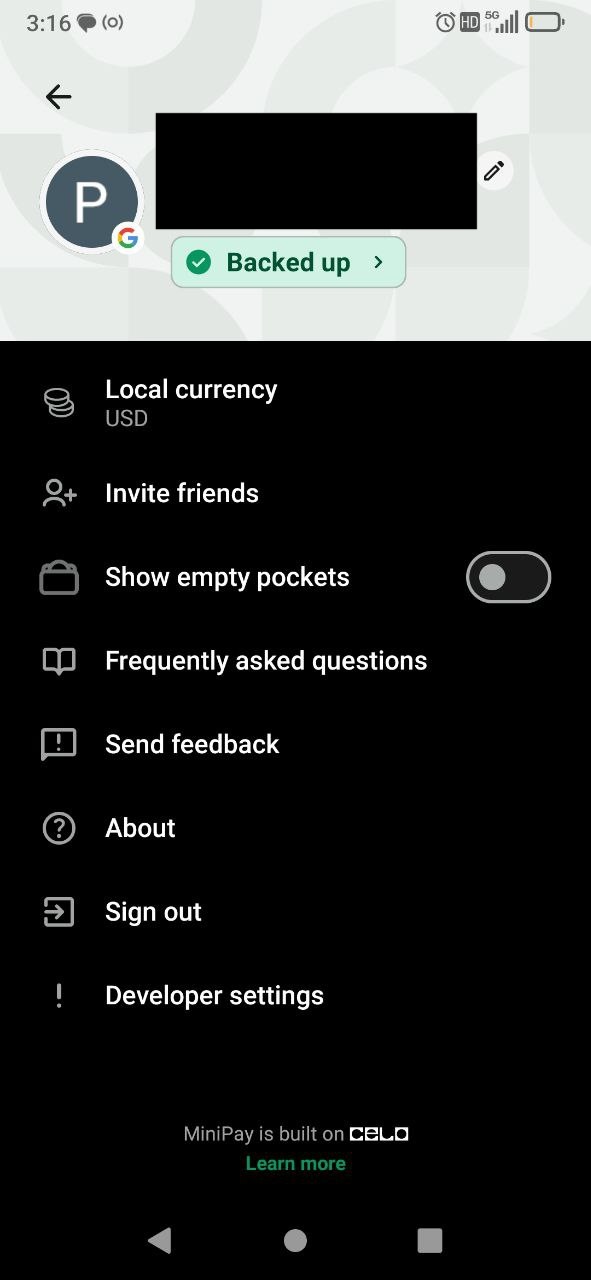 3:16
HD 5G
P
G
Backed up
Local currency
USD
Invite friends
Show empty pockets
Frequently asked questions
Send feedback
About
Sign out
Developer settings
MiniPay is built on CELO
Learn more